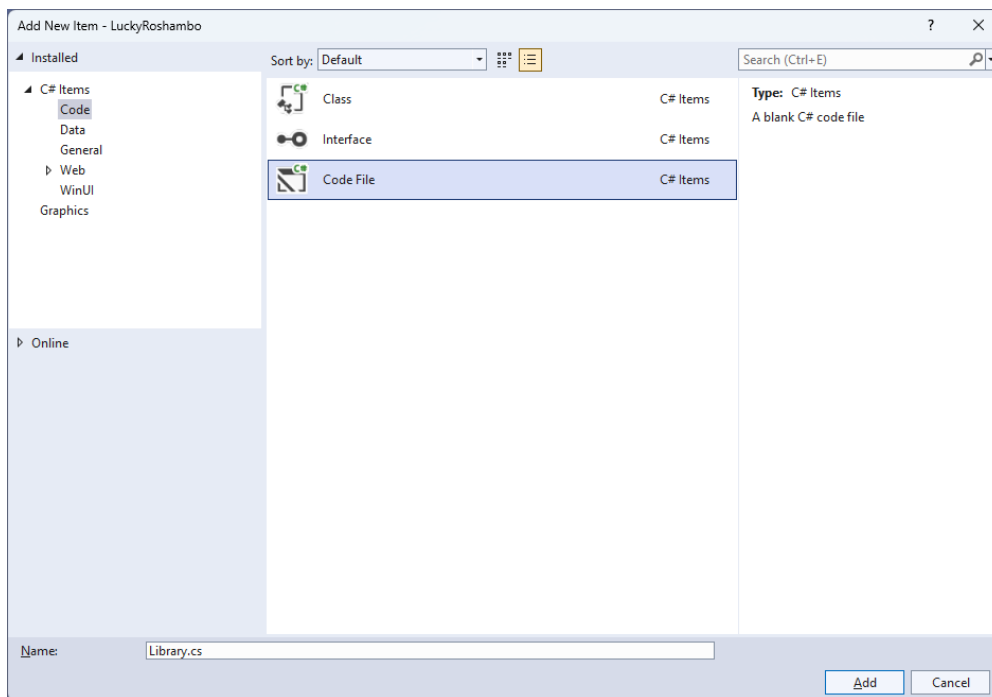 Add New Item - LuckyRoshambo
?
Installed
Sort by: Default
Search (Ctrl+E)
C# Items
Code
Data
General
Web
WinUI
Graphics
Class C# Items
Interface C# Items
Code File C# Items
Type: C# Items
A blank C# code file
Online
Name: Library.cs
Add Cancel